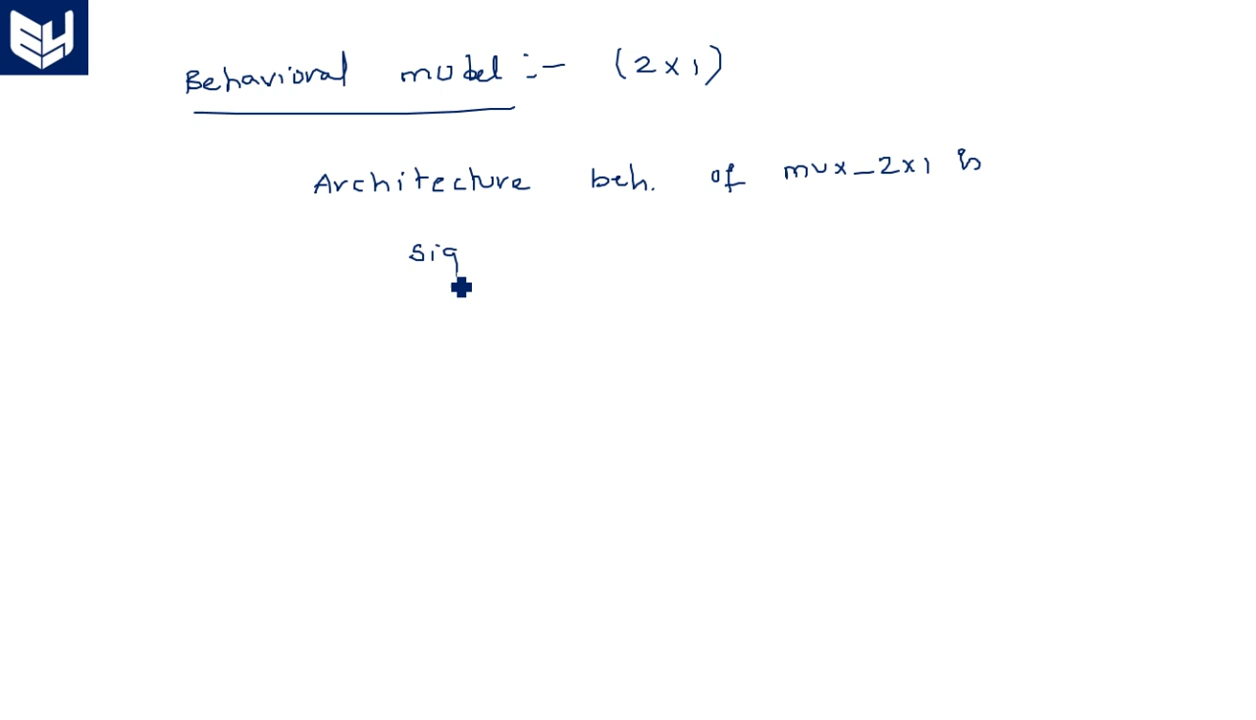 Behavioral model :- (2x1)
Architecture beh. of mux_2x1 is
sig